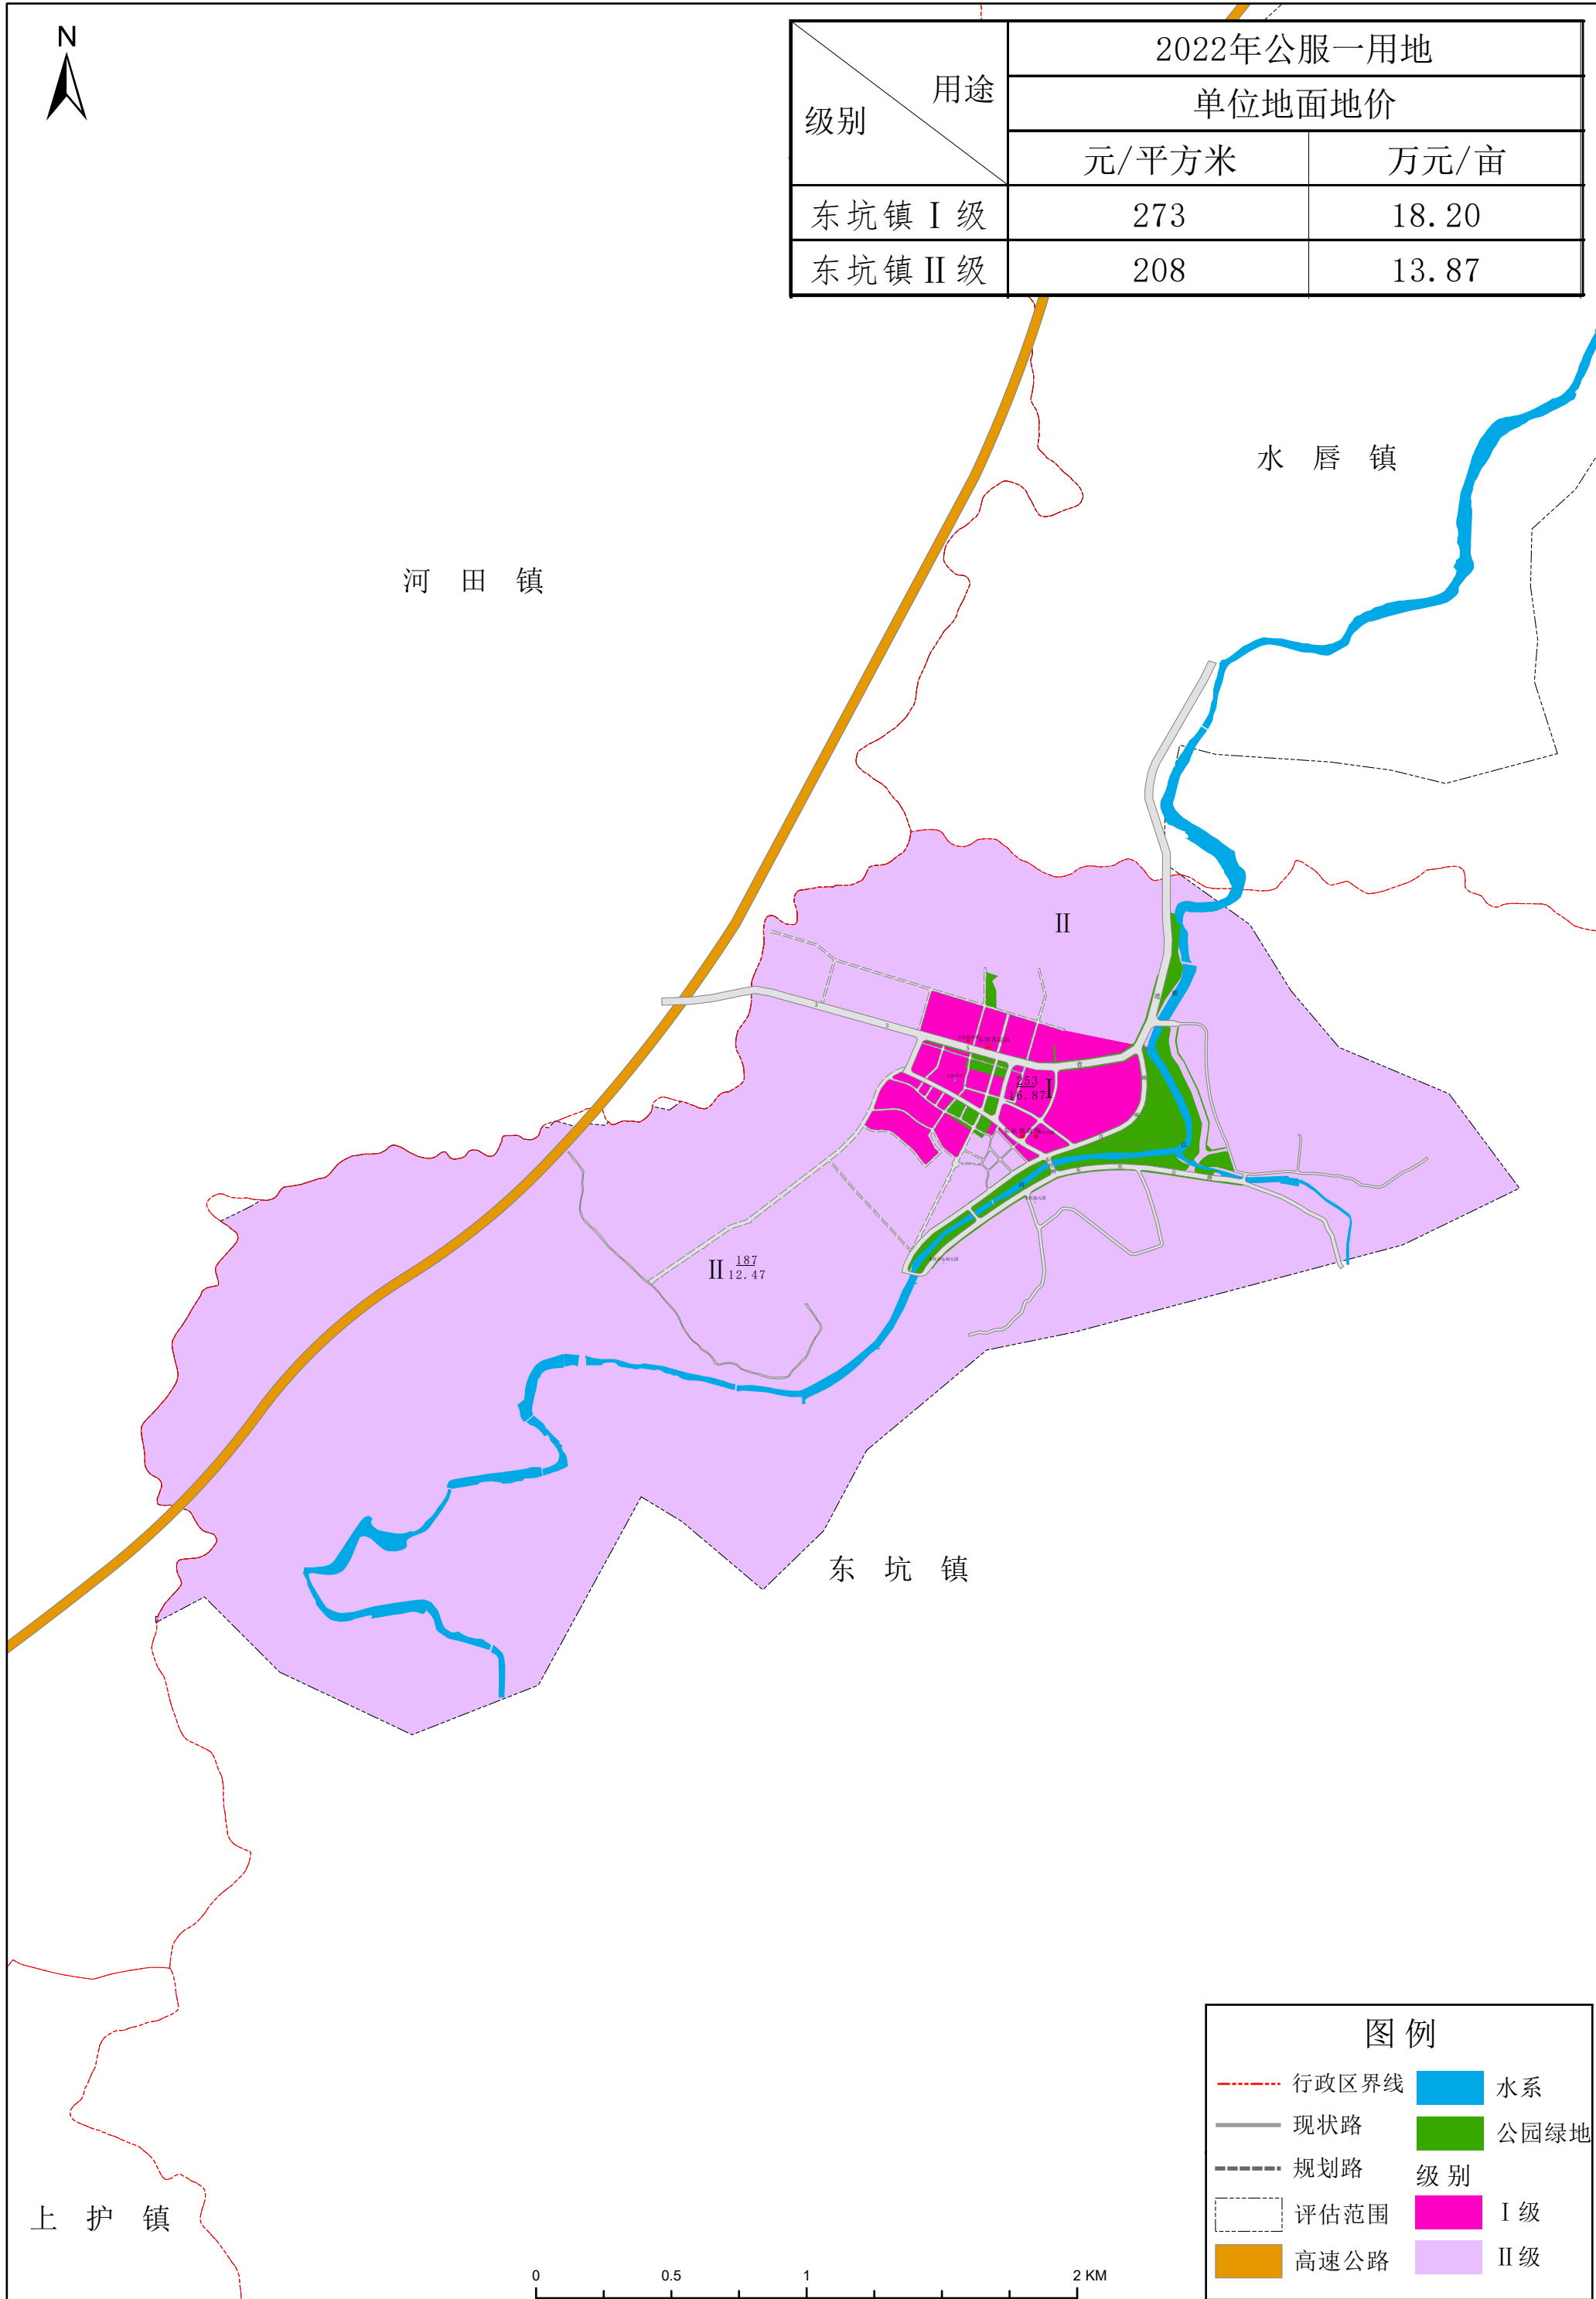 N
2022年公服一用地
用途
级别
单位地面地价
元/平方米 万元/亩
东坑镇Ⅰ级 273 18.20
东坑镇Ⅱ级 208 13.87
水唇镇
河田镇
Ⅱ
253
16.87
Ⅰ
Ⅱ
187
12.47
东坑镇
上护镇
图例
行政区界线
水系
现状路
公园绿地
规划路
级别
评估范围
Ⅰ级
高速公路
Ⅱ级
0 0.5 1 2 KM